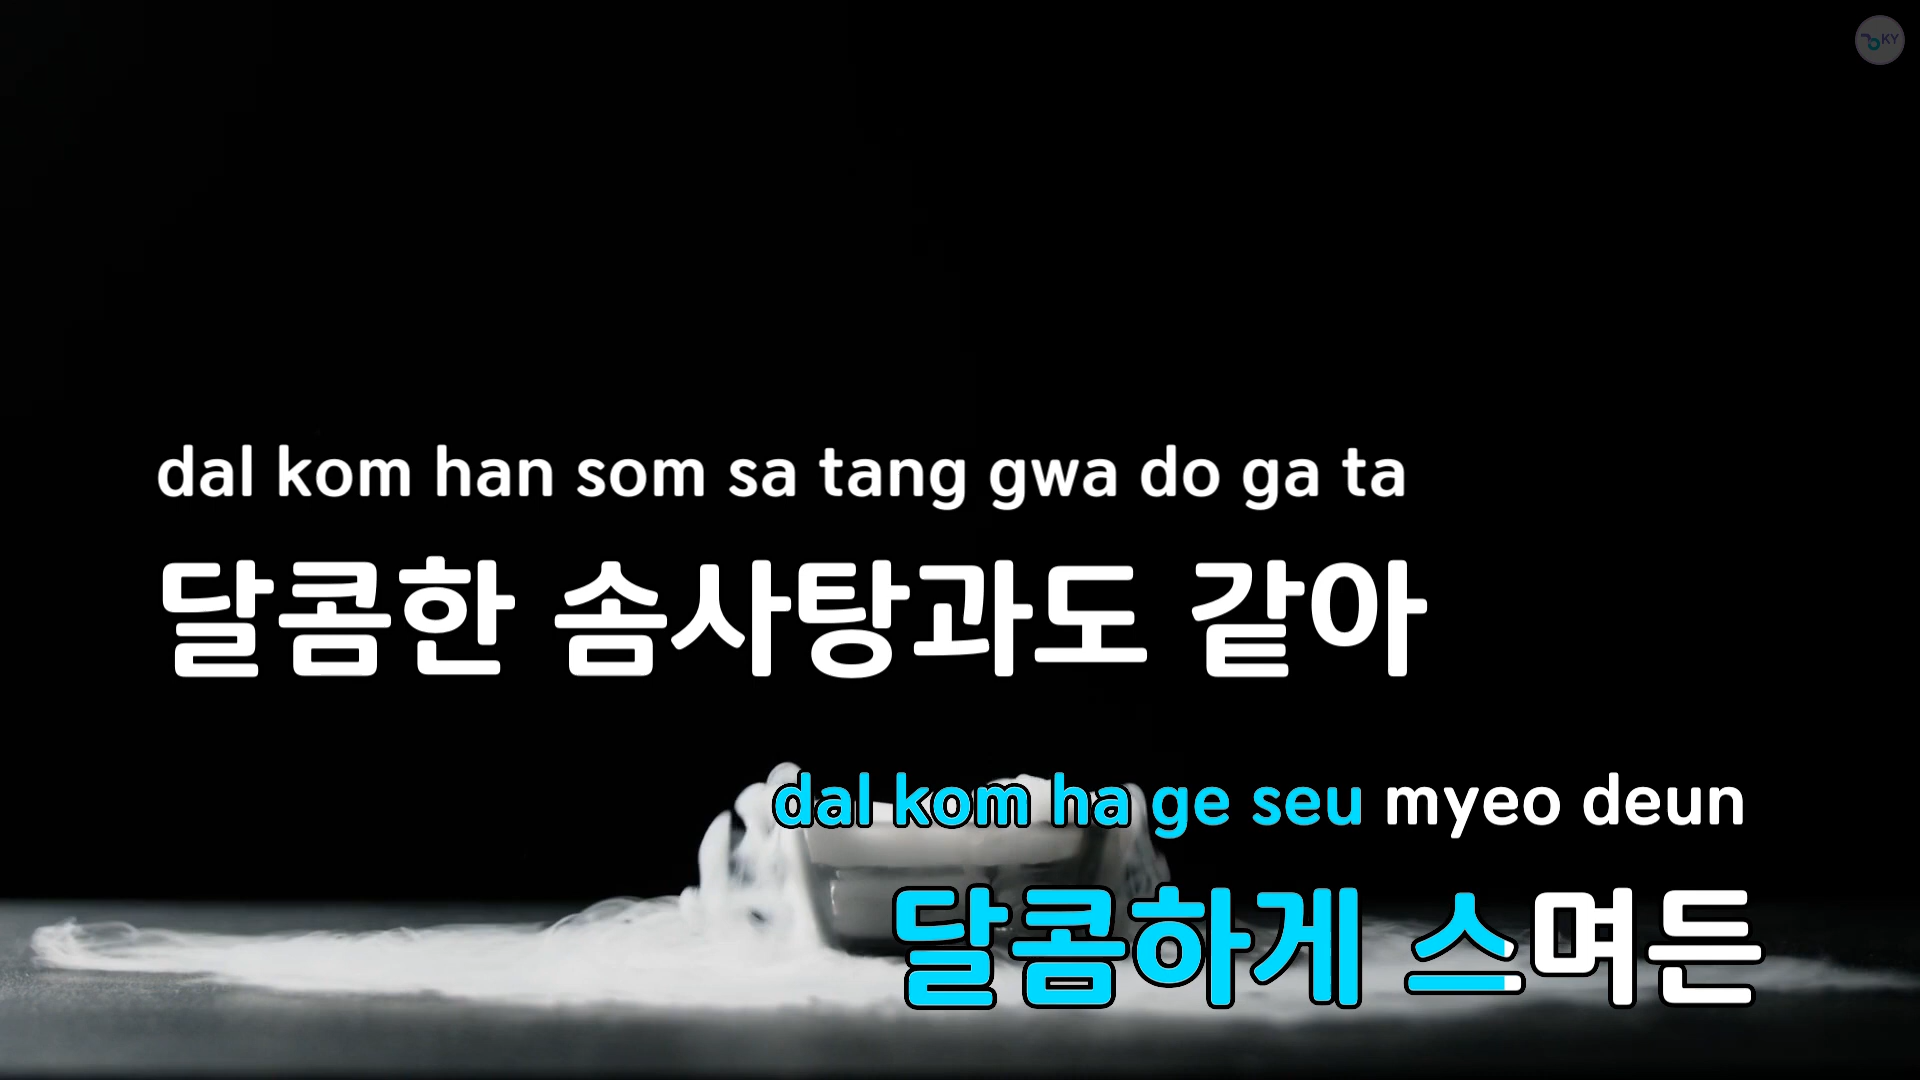 KY
dal kom han som sa tang gwa do ga ta
달콤한 솜사탕과도 같아
dal kom ha ge seu myeo deun
달콤하게 스며든